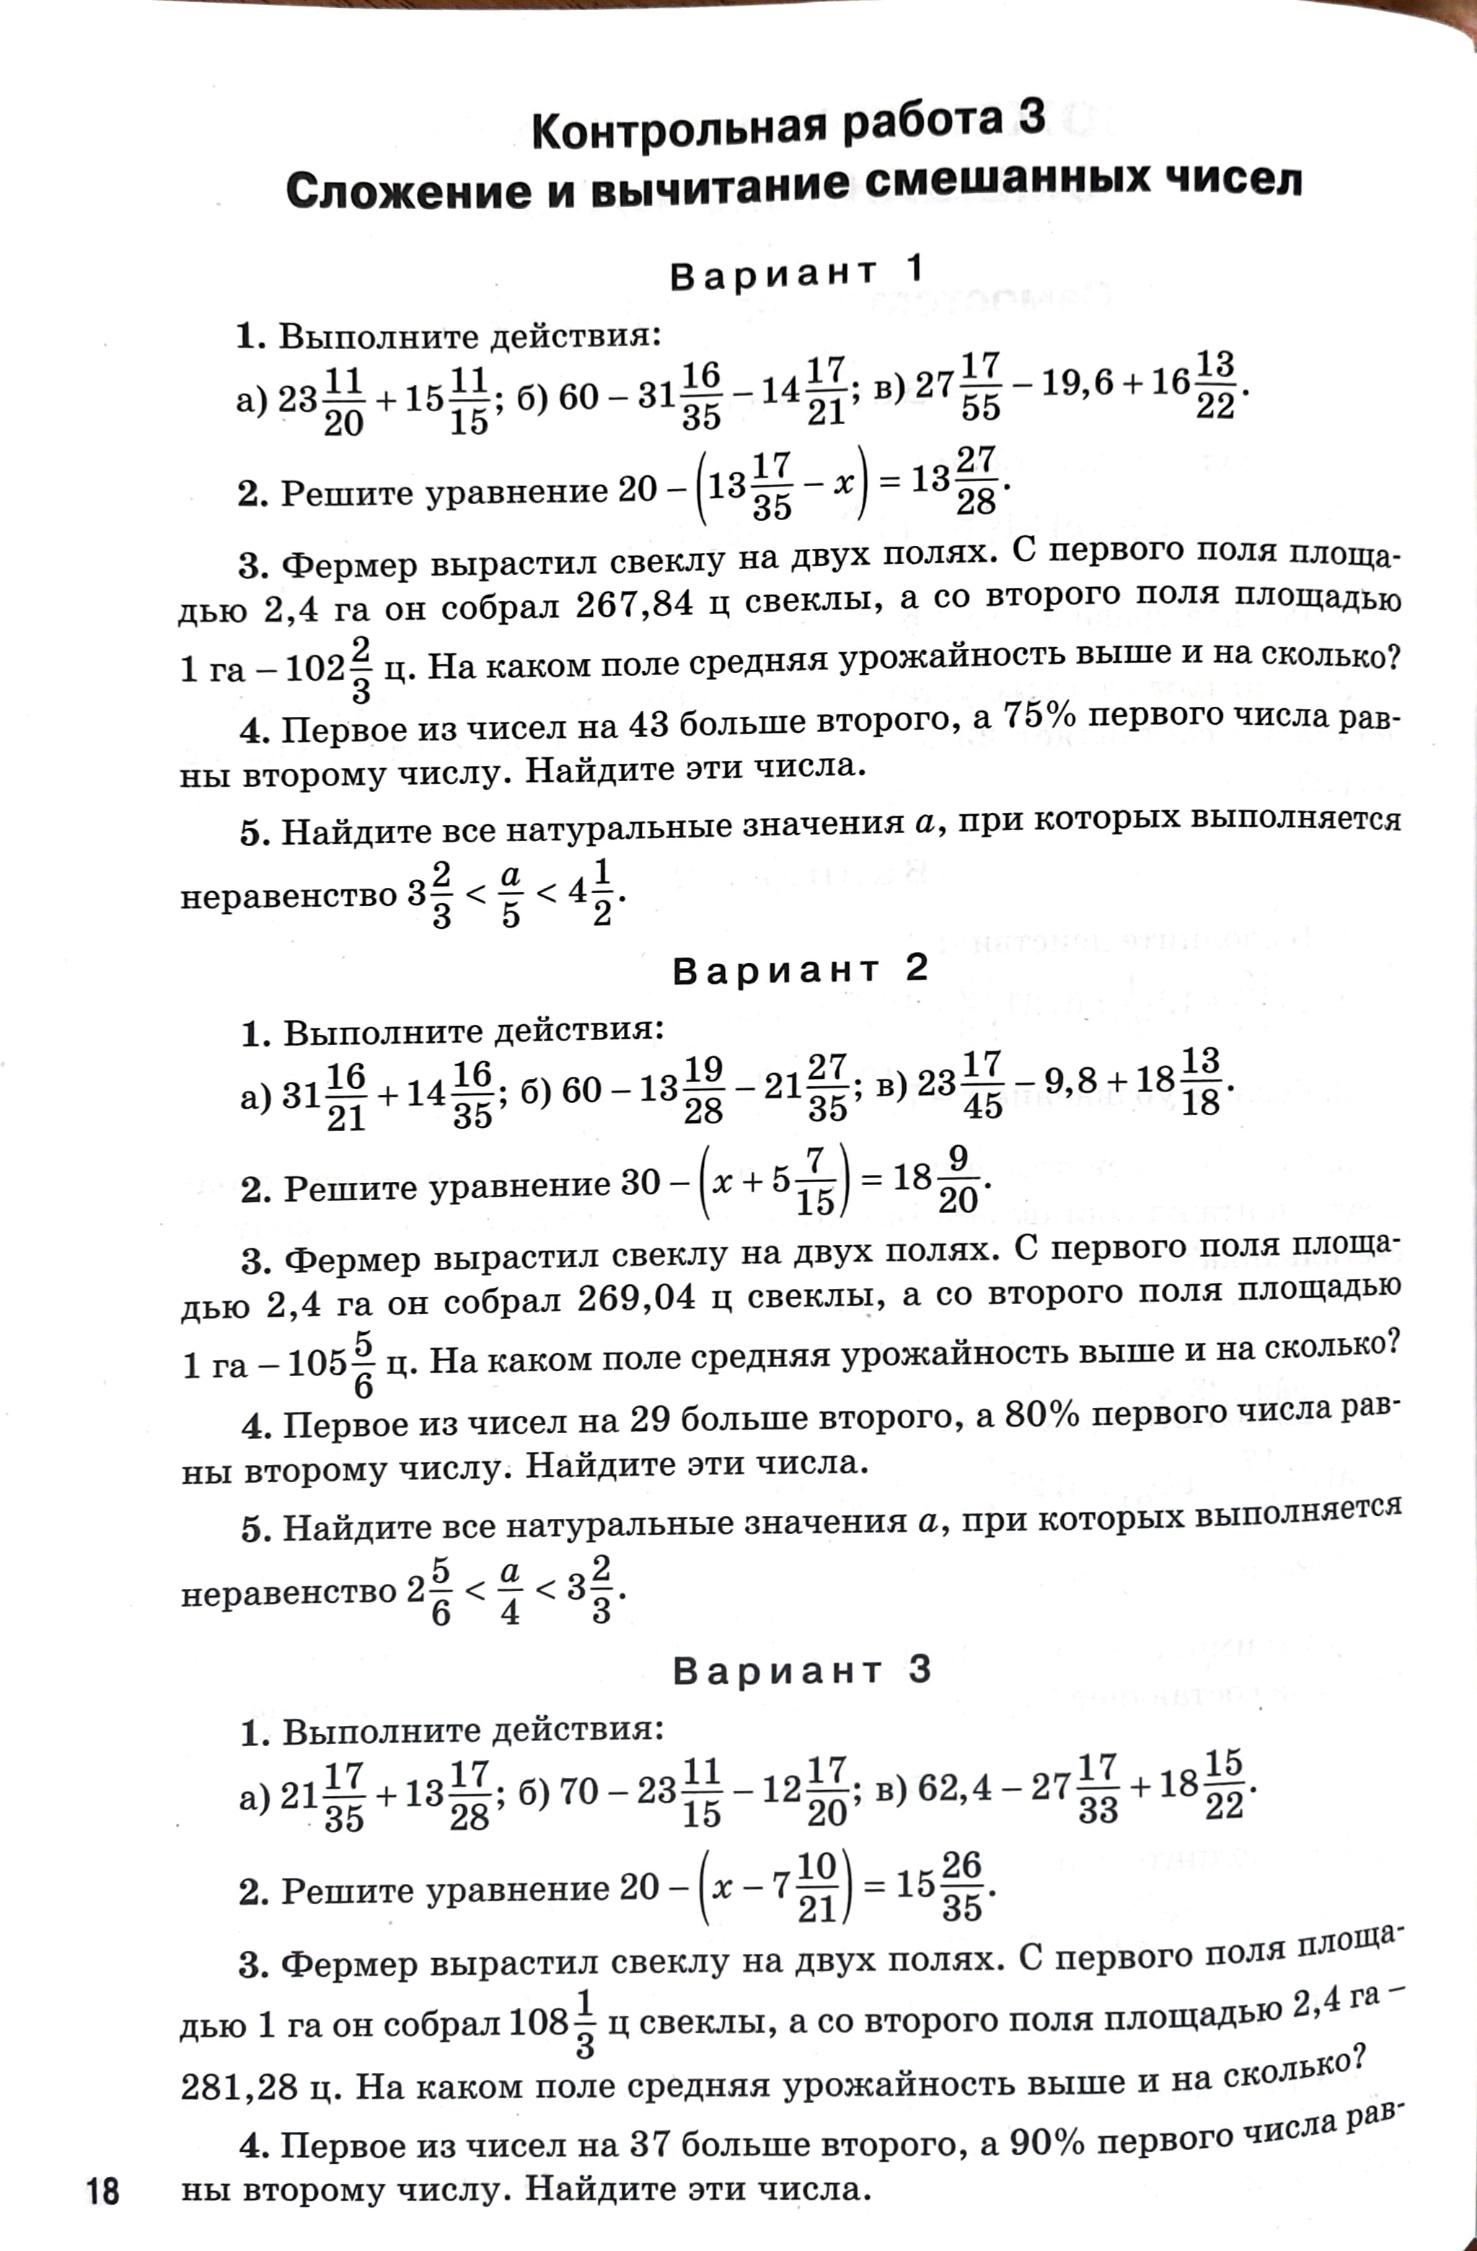 Контрольная работа 3
Сложение и вычитание смешанных чисел
Вариант 1
1. Выполните действия:
а) 23 11/20 + 15 11/15; б) 60 – 31 16/35 – 14 17/21; в) 27 17/55 – 19,6 + 16 13/22.
2. Решите уравнение 20 – (13 17/35 – x) = 13 27/28.
3. Фермер вырастил свеклу на двух полях. С первого поля площа-
дью 2,4 га он собрал 267,84 ц свеклы, а со второго поля площадью
1 га – 102 2/3 ц. На каком поле средняя урожайность выше и на сколько?
4. Первое из чисел на 43 больше второго, а 75% первого числа рав-
ны второму числу. Найдите эти числа.
5. Найдите все натуральные значения a, при которых выполняется
неравенство 3 2/3 < a/5 < 4 1/2.
Вариант 2
1. Выполните действия:
а) 31 16/21 + 14 16/35; б) 60 – 13 19/28 – 21 27/35; в) 23 17/45 – 9,8 + 18 13/18.
2. Решите уравнение 30 – (x + 5 7/15) = 18 9/20.
3. Фермер вырастил свеклу на двух полях. С первого поля площа-
дью 2,4 га он собрал 269,04 ц свеклы, а со второго поля площадью
1 га – 105 5/6 ц. На каком поле средняя урожайность выше и на сколько?
4. Первое из чисел на 29 больше второго, а 80% первого числа рав-
ны второму числу. Найдите эти числа.
5. Найдите все натуральные значения a, при которых выполняется
неравенство 2 5/6 < a/4 < 3 2/3.
Вариант 3
1. Выполните действия:
а) 21 17/35 + 13 17/28; б) 70 – 23 11/15 – 12 17/20; в) 62,4 – 27 17/33 + 18 15/22.
2. Решите уравнение 20 – (x – 7 10/21) = 15 26/35.
3. Фермер вырастил свеклу на двух полях. С первого поля площа-
дью 1 га он собрал 108 1/3 ц свеклы, а со второго поля площадью 2,4 га –
281,28 ц. На каком поле средняя урожайность выше и на сколько?
4. Первое из чисел на 37 больше второго, а 90% первого числа рав-
ны второму числу. Найдите эти числа.
18